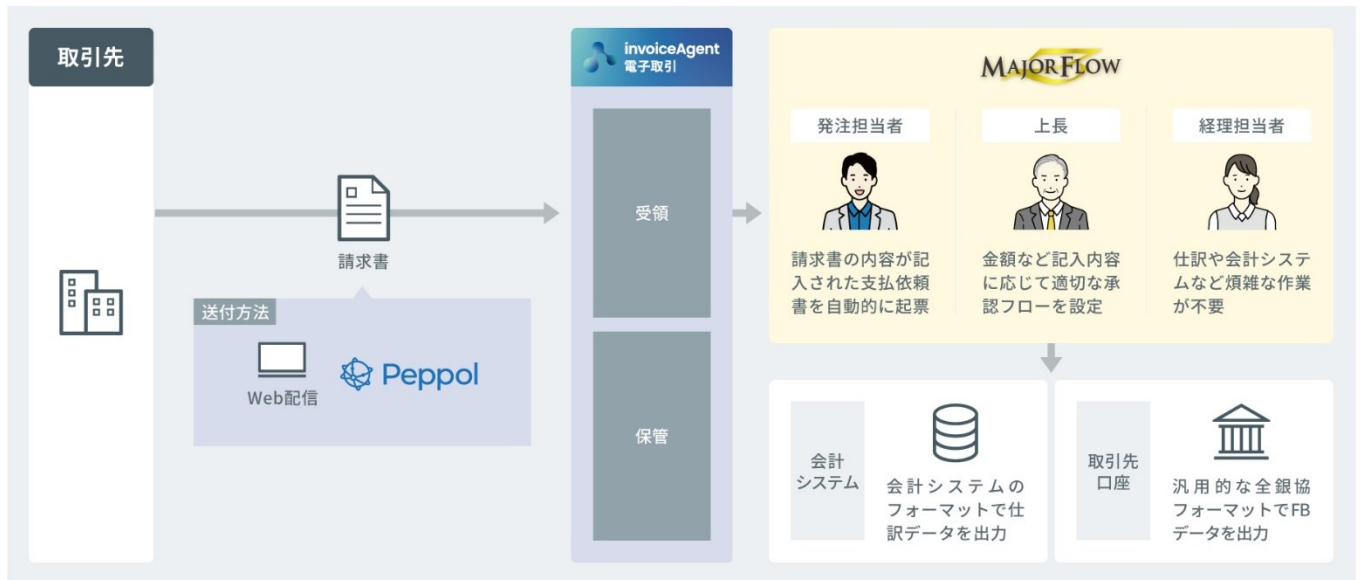 取引先
請求書
送付方法
Web配信
Peppol
invoiceAgent
電子取引
受領
保管
MAJOR FLOW
発注担当者
請求書の内容が記
入された支払依頼
書を自動的に起票
上長
金額など記入内容
に応じて適切な承
認フローを設定
経理担当者
仕訳や会計システ
ムなど煩雑な作業
が不要
会計
システム
会計システムの
フォーマットで仕
訳データを出力
取引先
口座
汎用的な全銀協
フォーマットでFB
データを出力